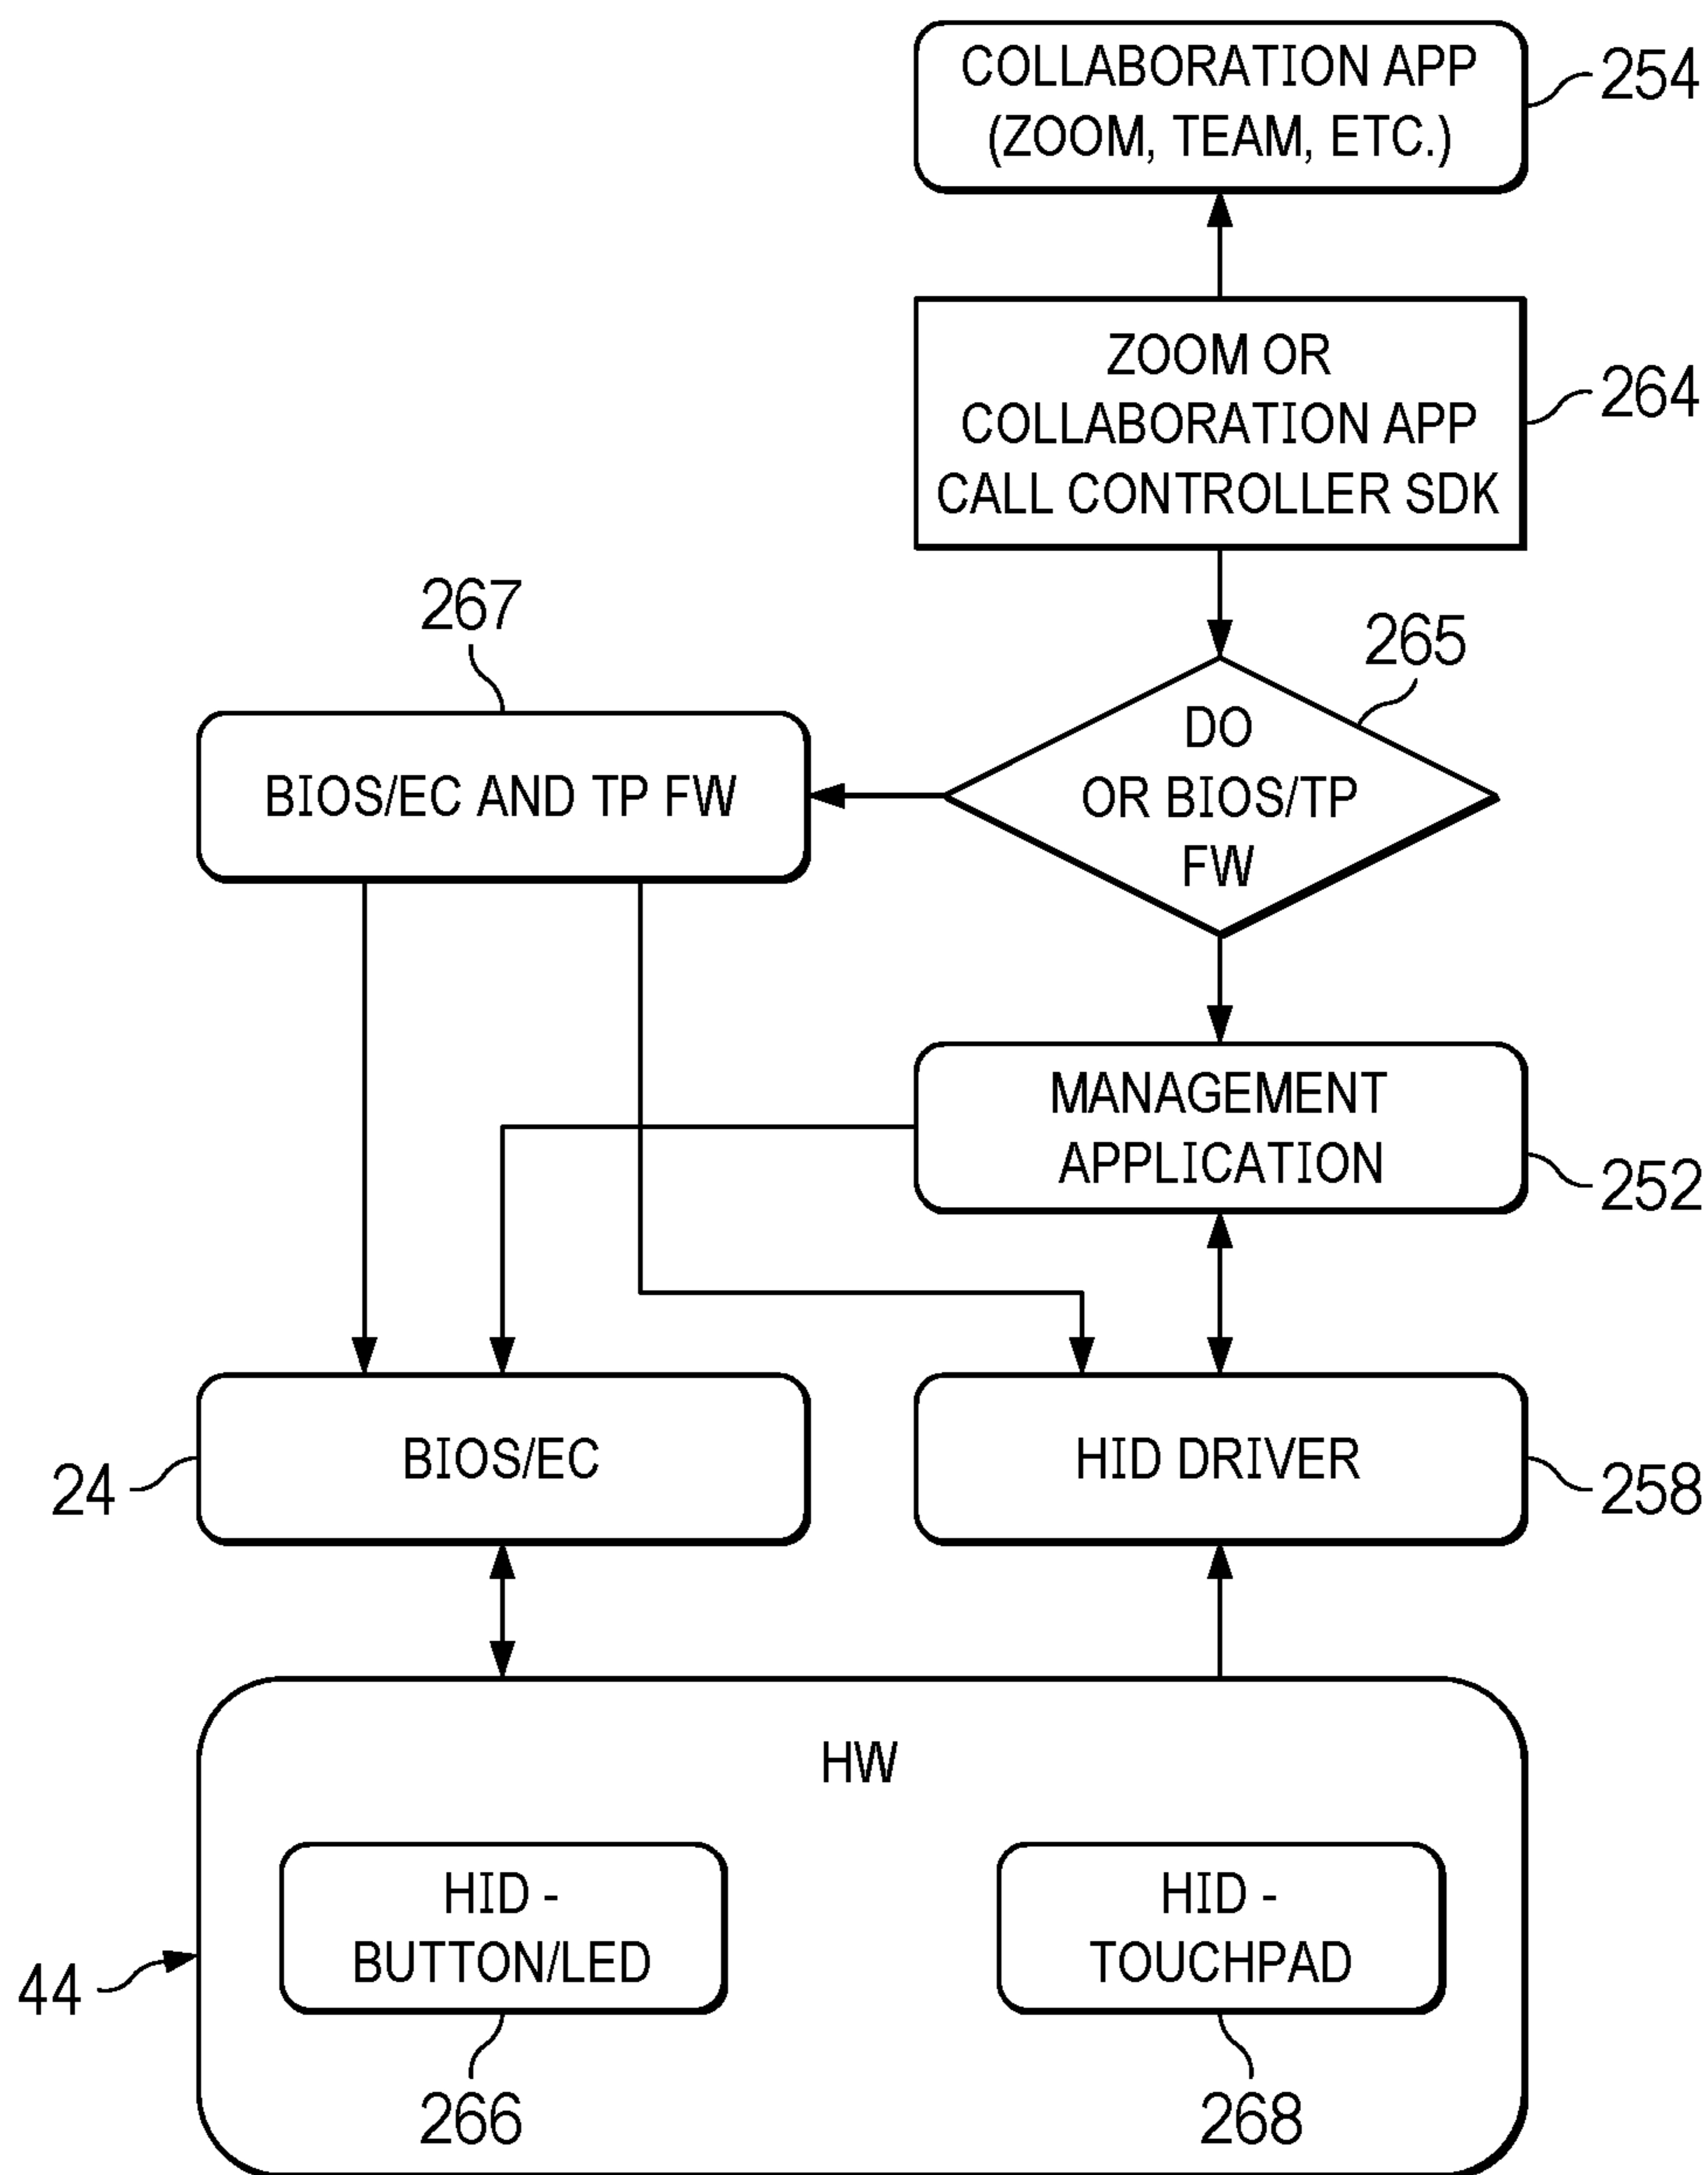 COLLABORATION APP
(ZOOM, TEAM, ETC.)
254
ZOOM OR
COLLABORATION APP
CALL CONTROLLER SDK
264
267
265
BIOS/EC AND TP FW
DO
OR BIOS/TP
FW
MANAGEMENT
APPLICATION
252
BIOS/EC
24
HID DRIVER
258
HW
HID -
BUTTON/LED
HID -
TOUCHPAD
44
266
268